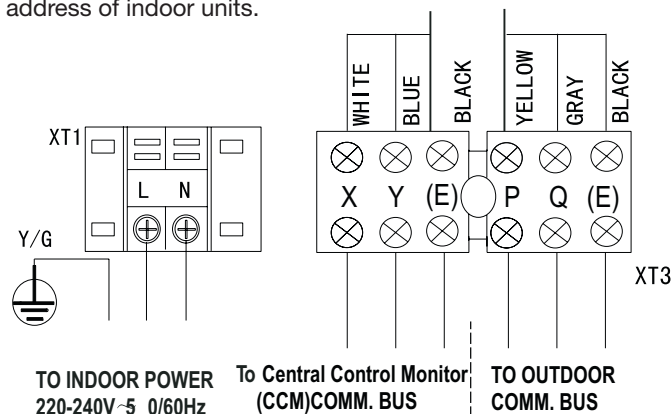 address of indoor units.
WHITE
BLUE
BLACK
YELLOW
GRAY
BLACK
XT1
L N
X Y (E) P Q (E)
Y/G
XT3
TO INDOOR POWER
220-240V~5 0/60Hz
To Central Control Monitor
(CCM)COMM. BUS
TO OUTDOOR
COMM. BUS